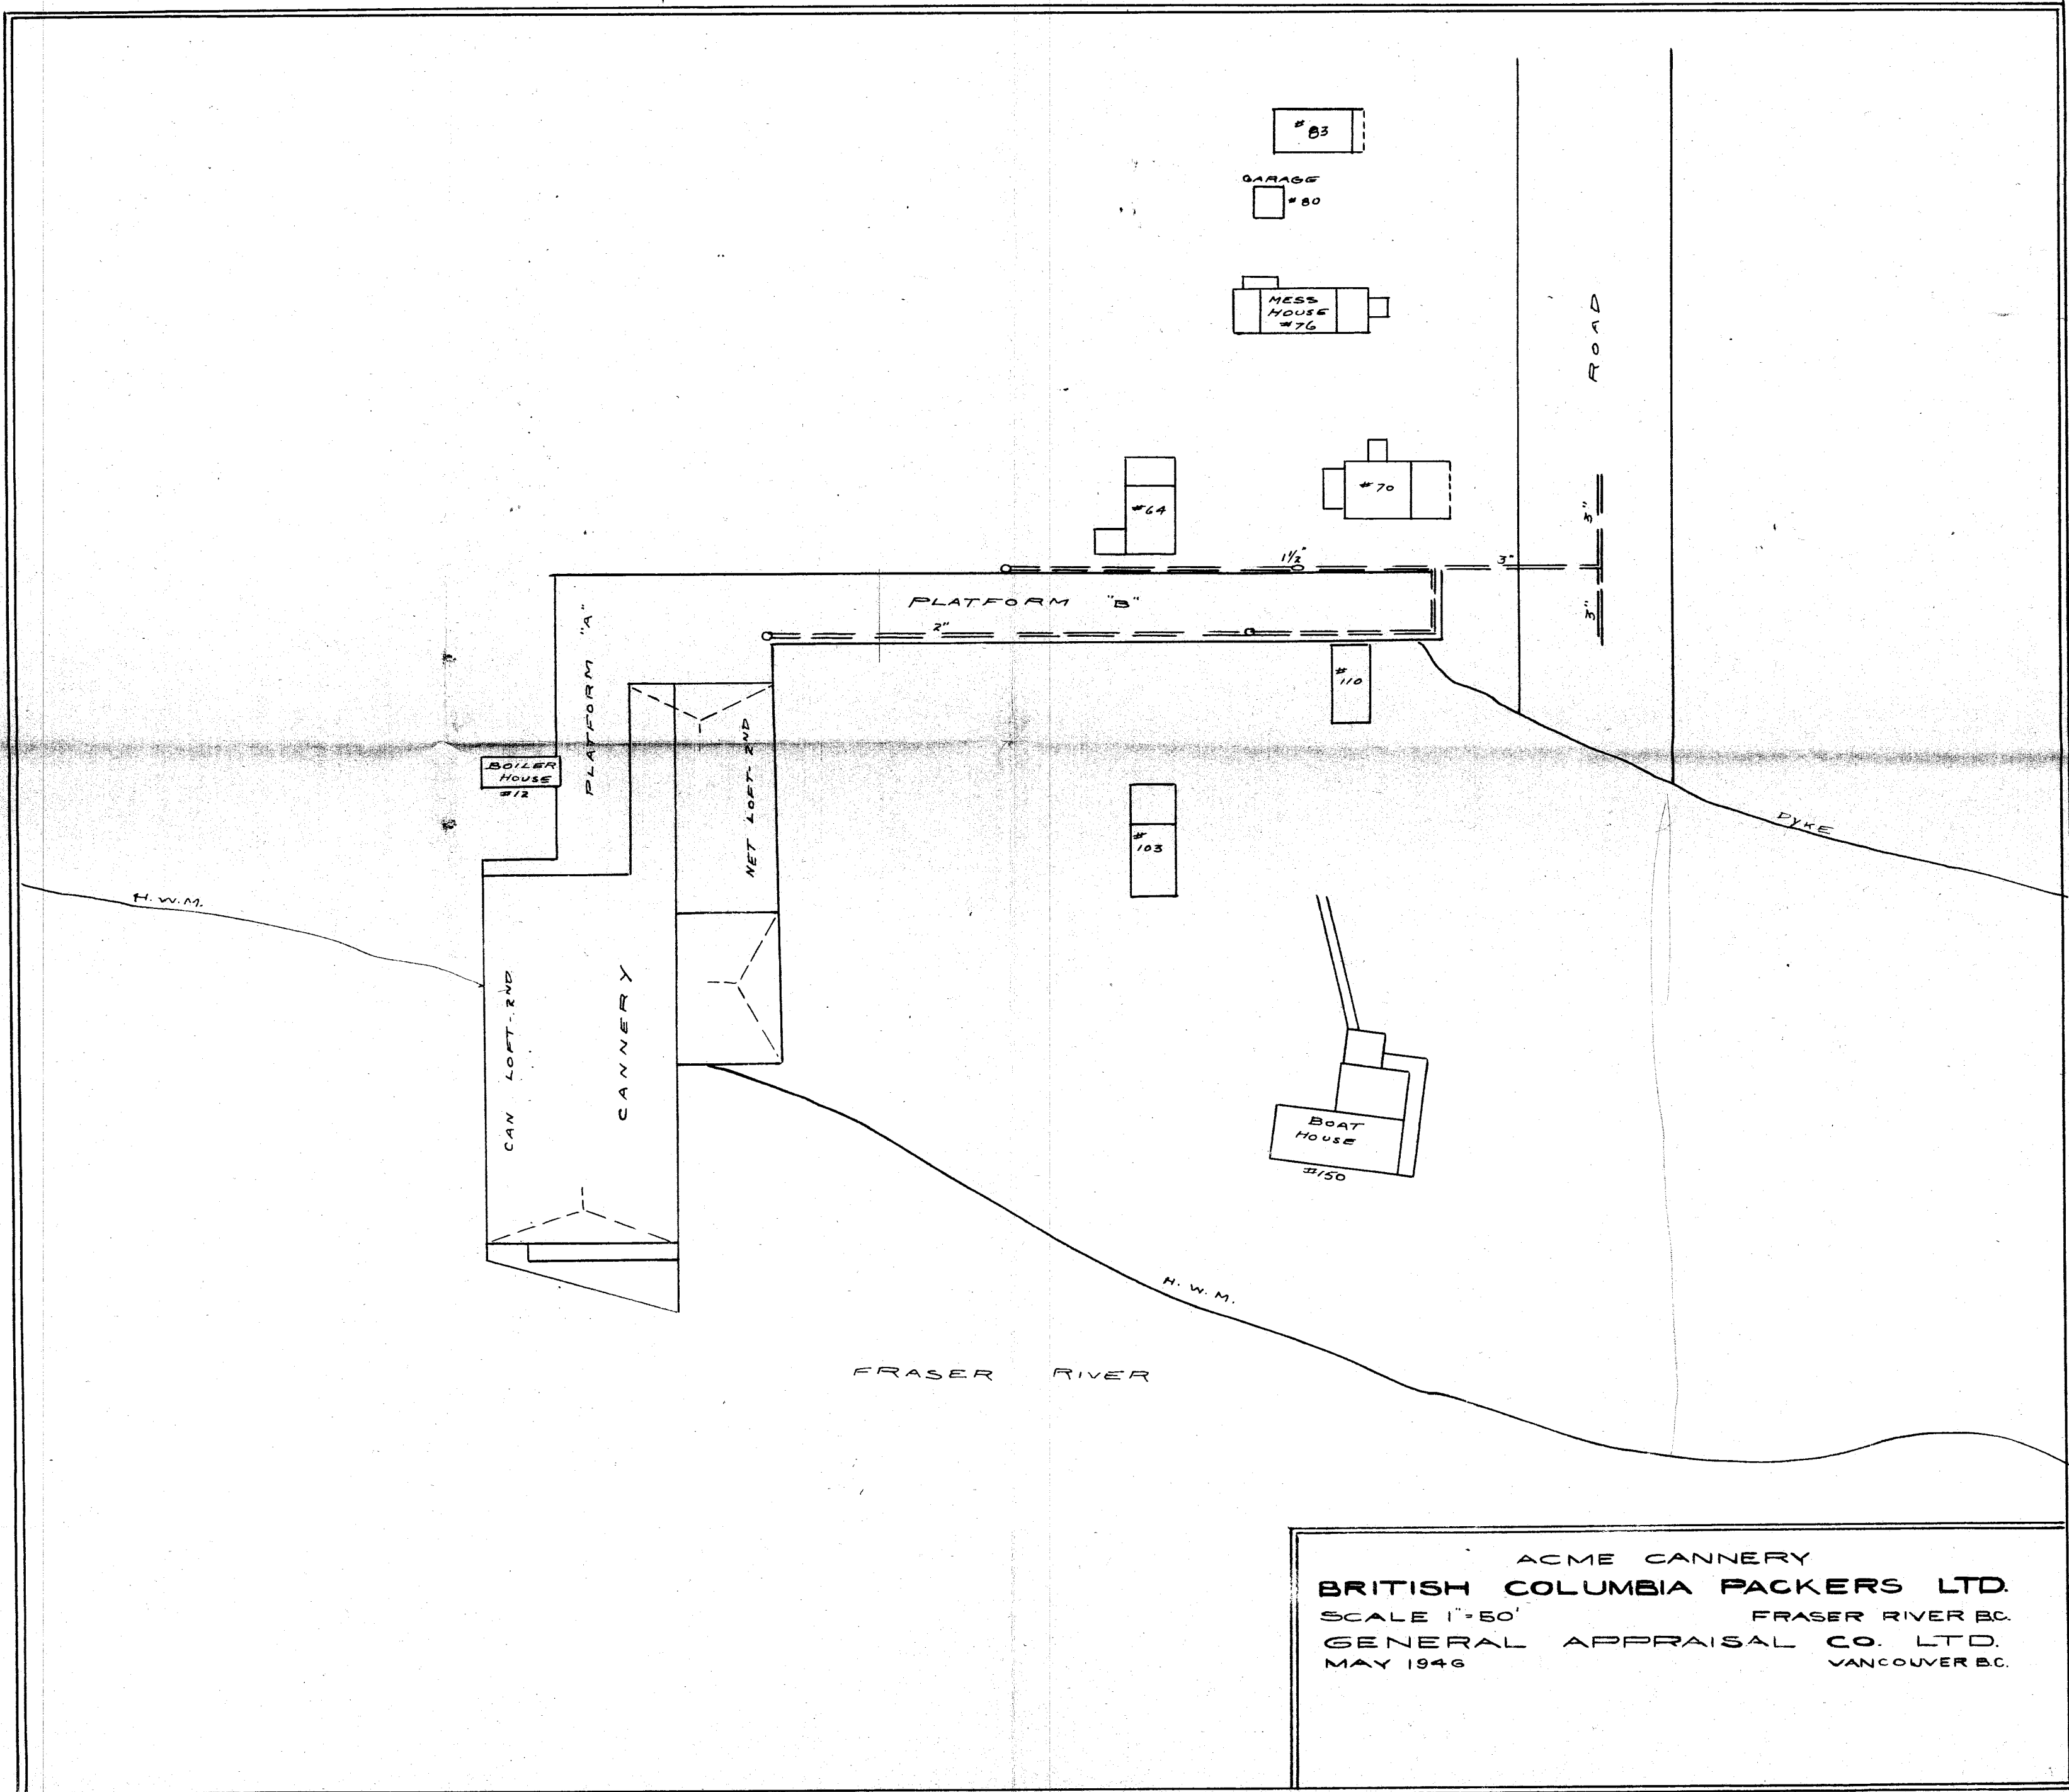 # 83
GARAGE
# 80
MESS
HOUSE
#76
ROAD
#70
#64
3"
1 1/2"
3"
3"
PLATFORM "B"
2"
PLATFORM "A"
#
110
NET LOFT-2ND
BOILER
HOUSE
#12
#
103
DYKE
H.W.M.
CAN LOFT-2ND
CANNERY
BOAT
HOUSE
#150
H.W.M.
FRASER RIVER
ACME CANNERY
BRITISH COLUMBIA PACKERS LTD.
SCALE 1"=50' FRASER RIVER B.C.
GENERAL APPRAISAL CO. LTD.
MAY 1946 VANCOUVER B.C.